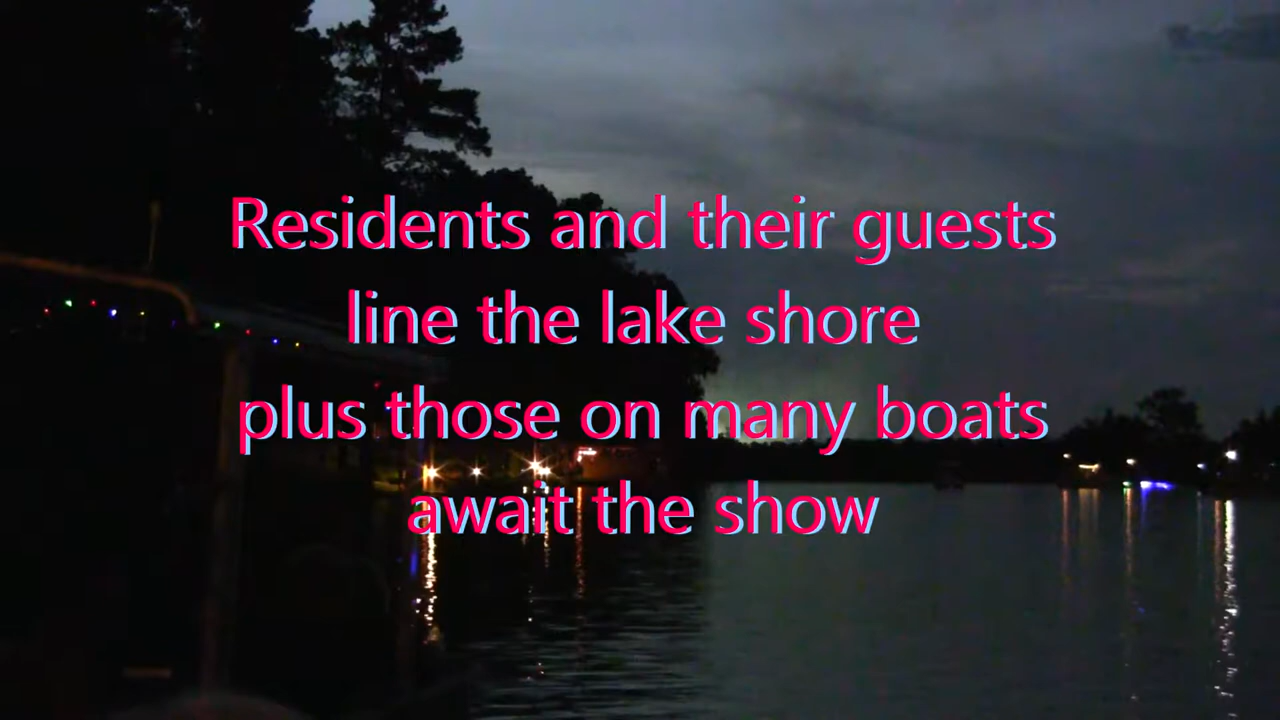 Residents and their guests
line the lake shore
plus those on many boats
await the show